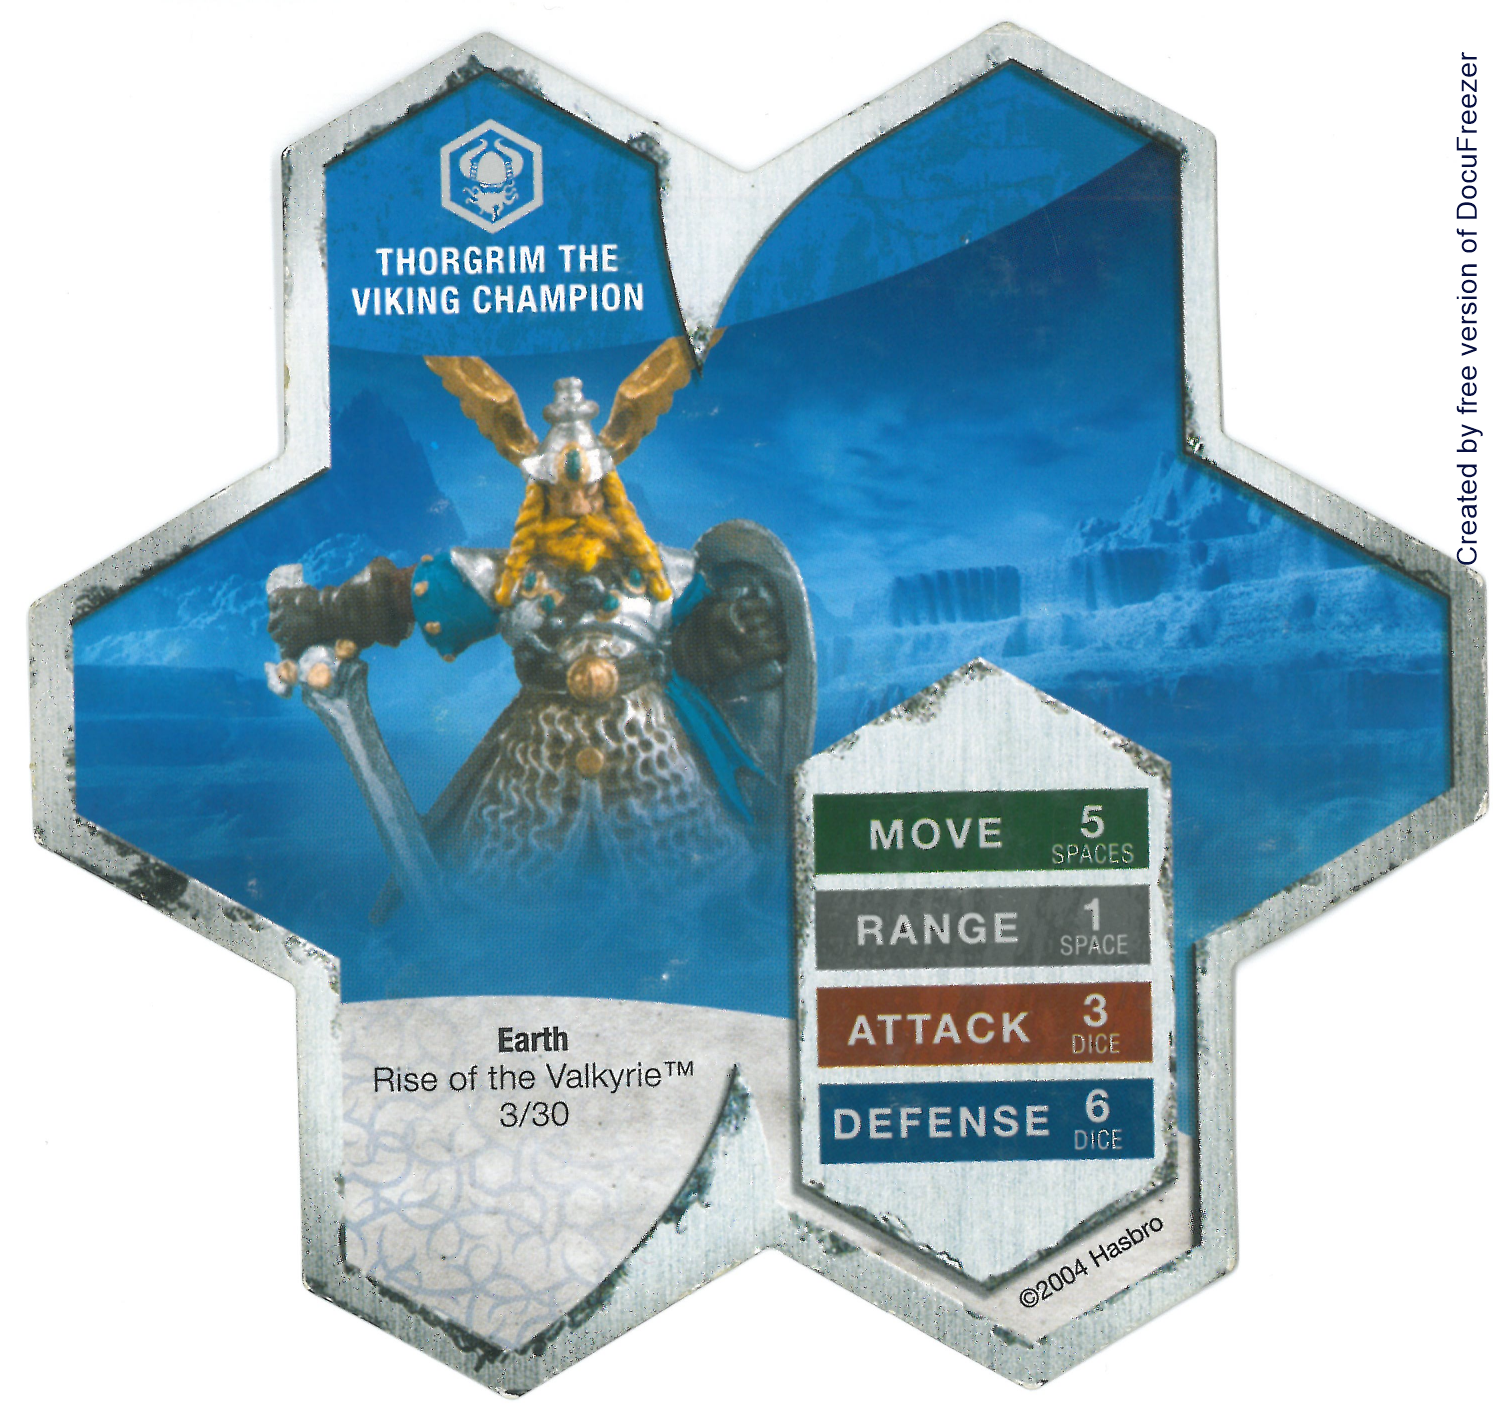 THORGRIM THE
VIKING CHAMPION
MOVE 5
SPACES
RANGE 1
SPACE
ATTACK 3
DICE
DEFENSE 6
DICE
Earth
Rise of the Valkyrie™
3/30
©2004 Hasbro
Created by free version of DocuFreezer